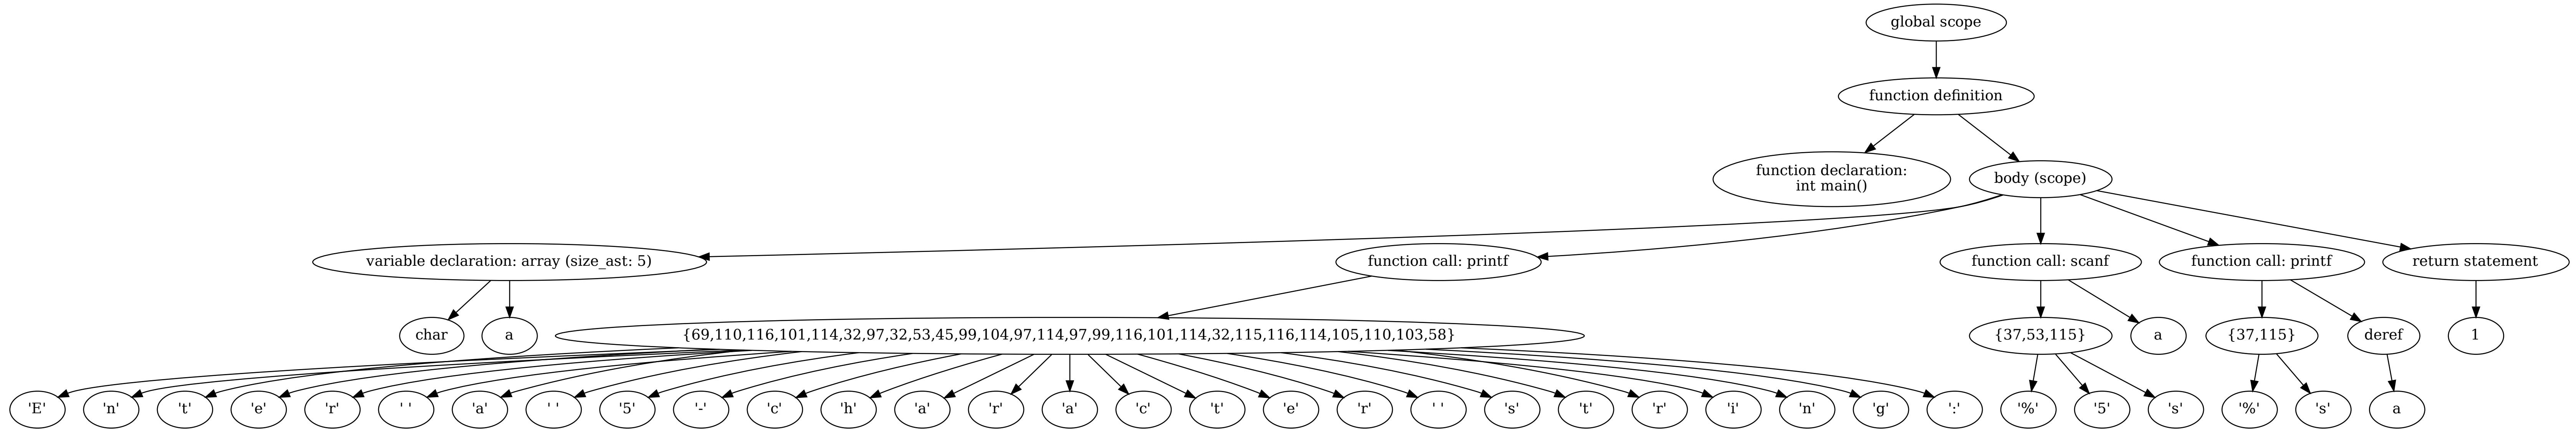 global scope
function definition
function declaration:
int main()
body (scope)
variable declaration: array (size_ast: 5)
function call: printf
function call: scanf
function call: printf
return statement
char
a
{69,110,116,101,114,32,97,32,53,45,99,104,97,114,97,99,116,101,114,32,115,116,114,105,110,103,58}
{37,53,115}
a
{37,115}
deref
1
'E'
'n'
't'
'e'
'r'
' '
'a'
' '
'5'
'-'
'c'
'h'
'a'
'r'
'a'
'c'
't'
'e'
'r'
' '
's'
't'
'r'
'i'
'n'
'g'
':'
'%'
'5'
's'
'%'
's'
a